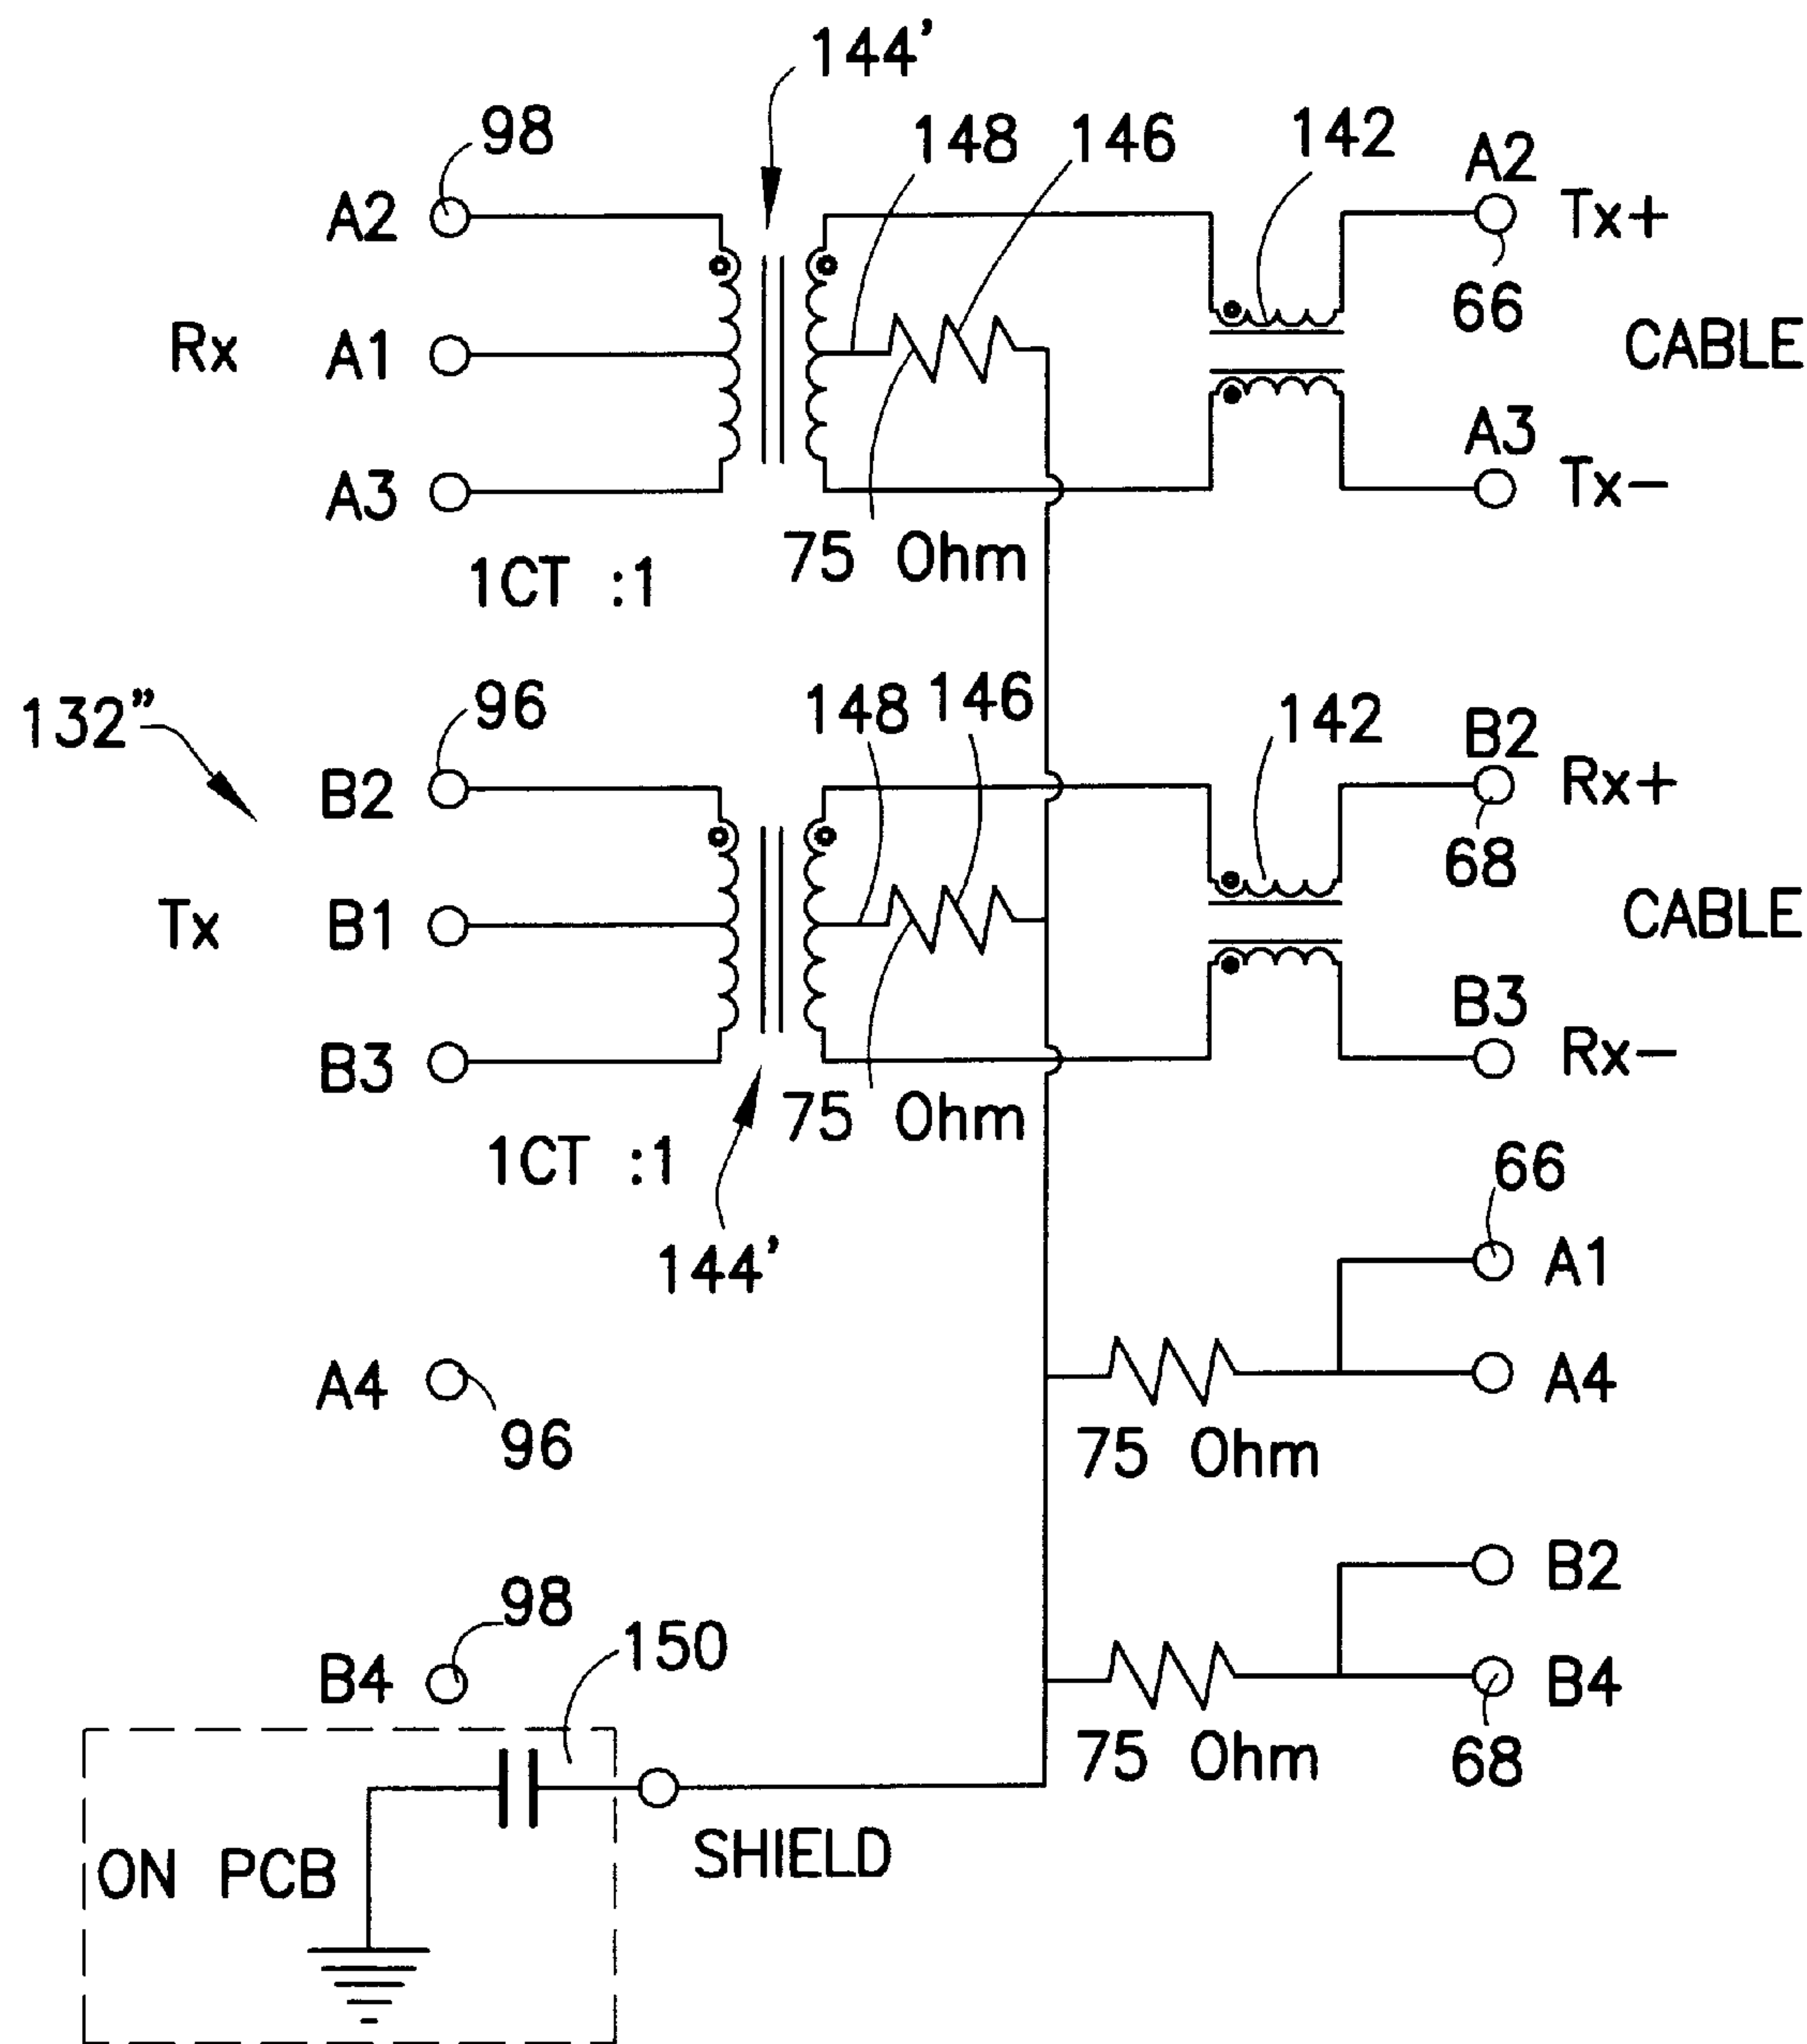 144'
98
148
146
142
A2
A2
Tx+
66
Rx
A1
CABLE
A3
A3
Tx-
75 Ohm
1CT :1
132"
96
148
146
142
B2
B2
Rx+
68
Tx
B1
CABLE
B3
B3
Rx-
75 Ohm
1CT :1
66
144'
A1
A4
A4
96
75 Ohm
B2
98
150
B4
B4
75 Ohm
68
SHIELD
ON PCB